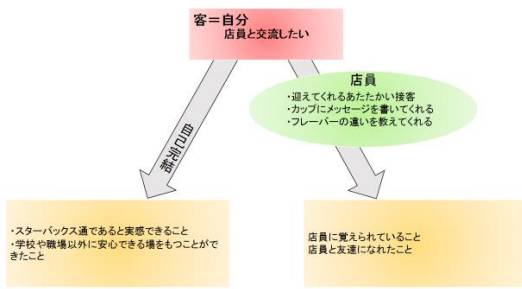 客＝自分
店員と交流したい
店員
・迎えてくれるあたたかい接客
・カップにメッセージを書いてくれる
・フレーバーの違いを教えてくれる
自己完結
・スターバックス通であると実感できること
・学校や職場以外に安心できる場をもつことがで
きたこと
店員に覚えられていること
店員と友達になれたこと